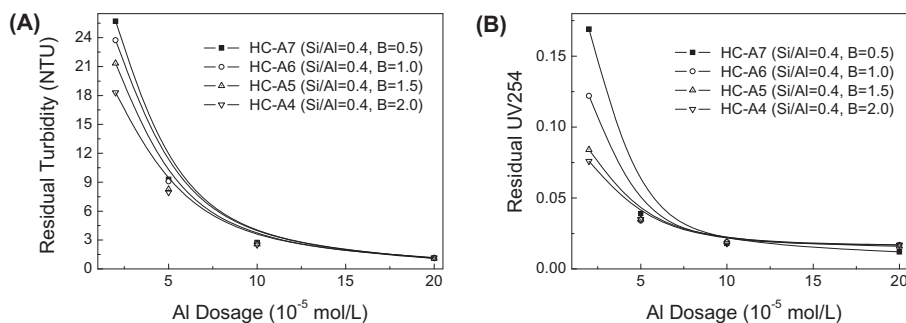 (A)
Residual Turbidity (NTU)
24
21
18
15
12
9
6
3
0
HC-A7 (Si/Al=0.4, B=0.5)
HC-A6 (Si/Al=0.4, B=1.0)
HC-A5 (Si/Al=0.4, B=1.5)
HC-A4 (Si/Al=0.4, B=2.0)
5 10 15 20
Al Dosage (10⁻⁵ mol/L)
(B)
Residual UV254
0.15
0.10
0.05
0.00
HC-A7 (Si/Al=0.4, B=0.5)
HC-A6 (Si/Al=0.4, B=1.0)
HC-A5 (Si/Al=0.4, B=1.5)
HC-A4 (Si/Al=0.4, B=2.0)
5 10 15 20
Al Dosage (10⁻⁵ mol/L)